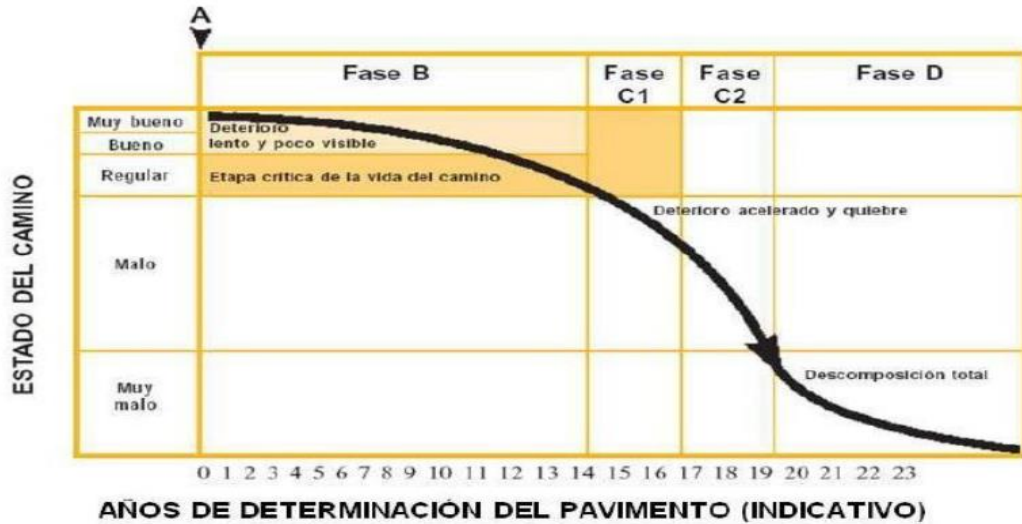 A
Fase B
Fase C1
Fase C2
Fase D
Muy bueno
Bueno
Regular
Malo
Muy malo
Deterioro
lento y poco visible
Etapa crítica de la vida del camino
Deterioro acelerado y quiebre
Descomposición total
ESTADO DEL CAMINO
0 1 2 3 4 5 6 7 8 9 10 11 12 13 14 15 16 17 18 19 20 21 22 23
AÑOS DE DETERMINACIÓN DEL PAVIMENTO (INDICATIVO)